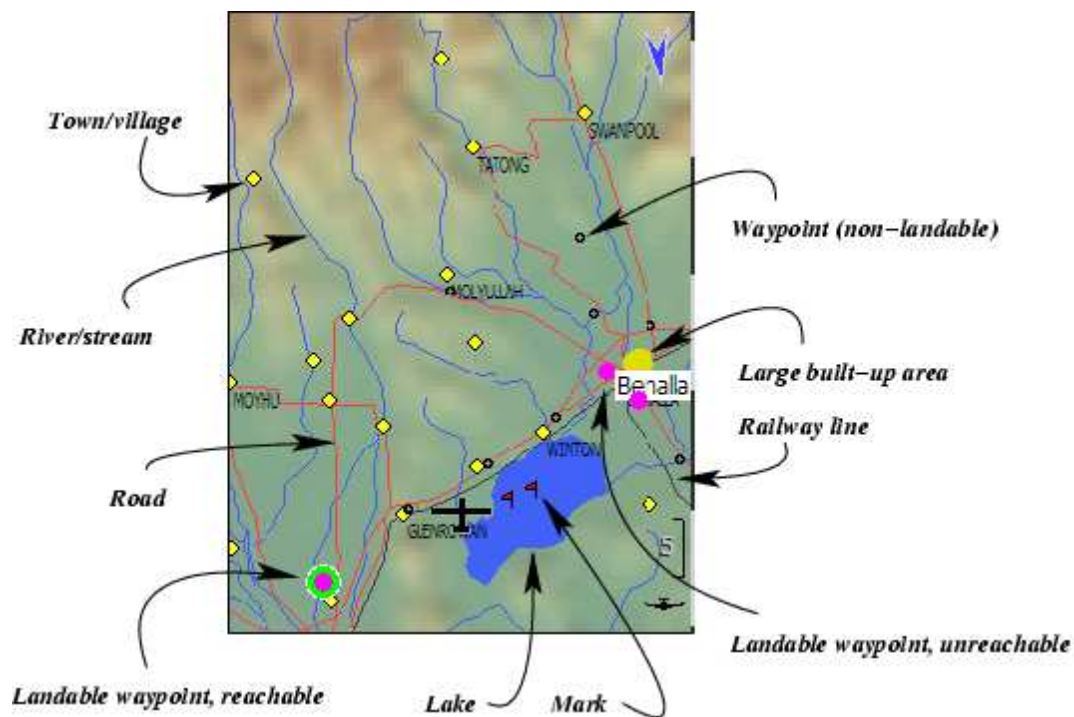 Town/village
SWANPOOL
TATONG
Waypoint (non-landable)
MOLYULLAH
River/stream
Large built-up area
Benalla
MOYHU
Railway line
WINTON
Road
GLENROWAN
5
Landable waypoint, unreachable
Landable waypoint, reachable
Lake
Mark